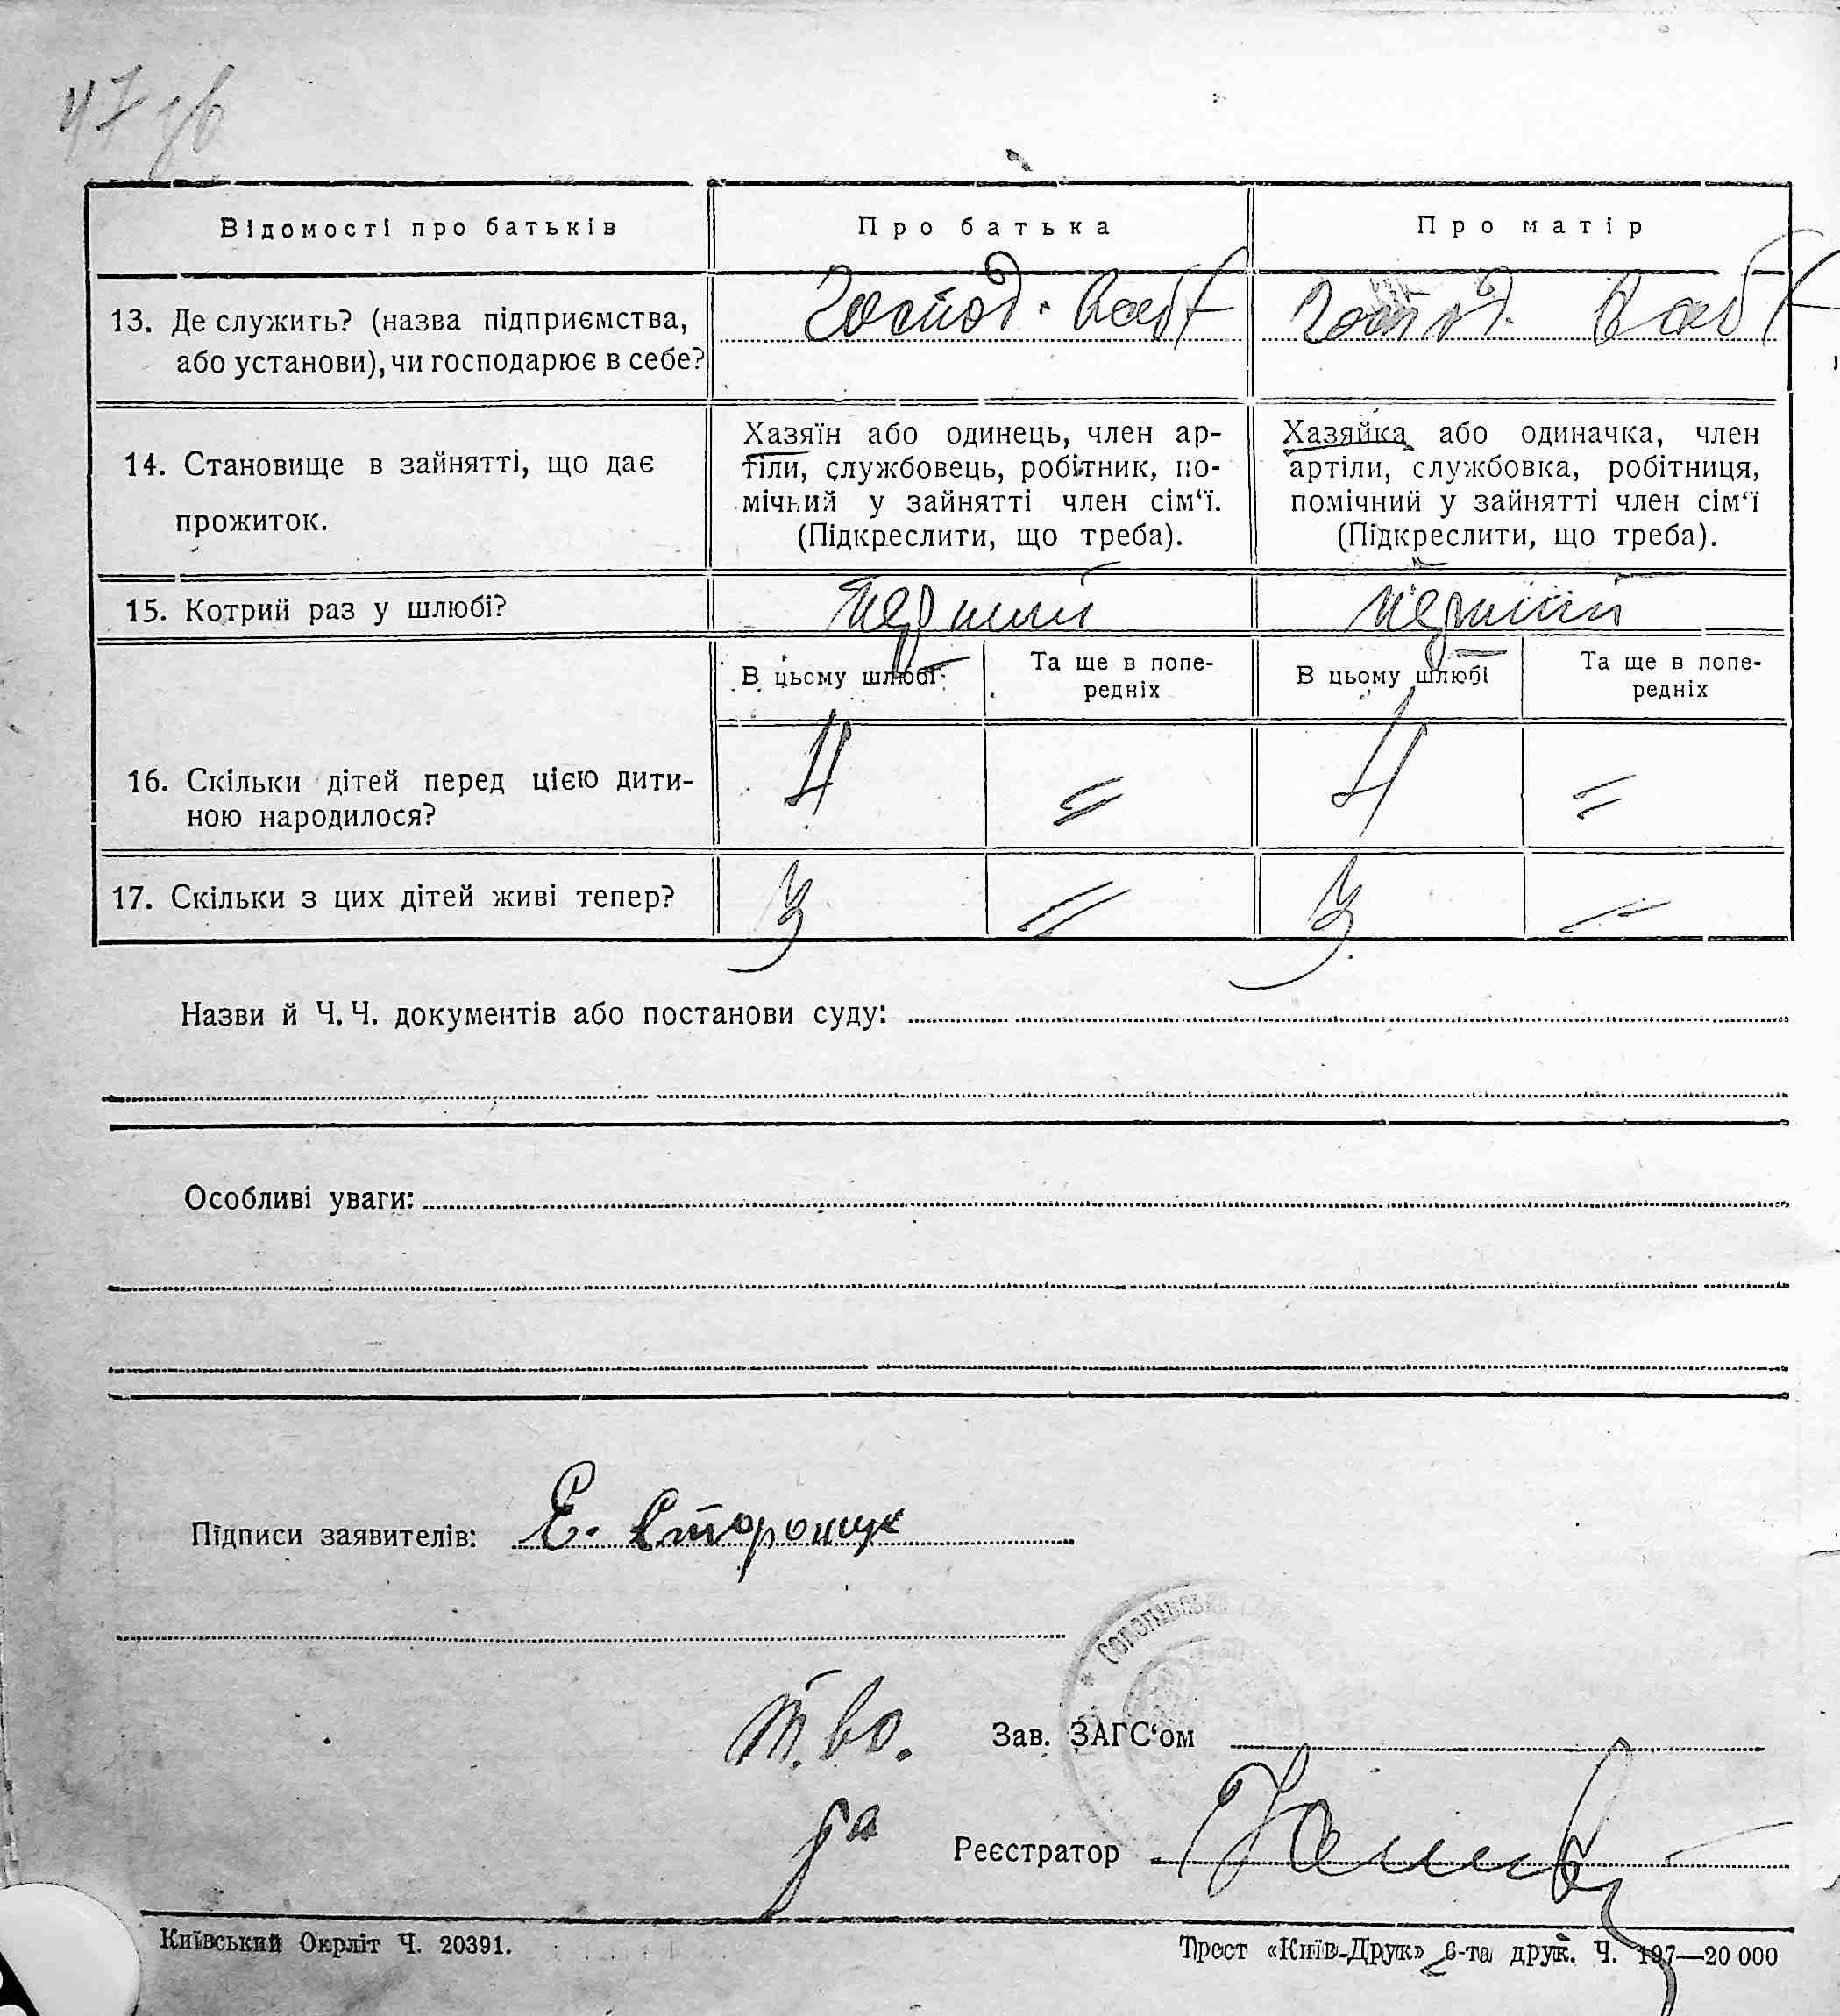 47 зв
Відомості про батьків
Про батька
Про матір
13. Де служить? (назва підприємства,
або установи), чи господарює в себе?
Господ.
Господ.
14. Становище в зайнятті, що дає
прожиток.
Хазяїн або одинець, член ар-
тіли, службовець, робітник, по-
мічний у зайнятті член сім‘ї.
(Підкреслити, що треба).
Хазяйка або одиначка, член
артіли, службовка, робітниця,
помічний у зайнятті член сім‘ї
(Підкреслити, що треба).
15. Котрий раз у шлюбі?
перший
перший
В цьому шлюбі
Та ще в попе-
редніх
В цьому шлюбі
Та ще в попе-
редніх
16. Скільки дітей перед цією дити-
ною народилося?
4
=
4
=
17. Скільки з цих дітей живі тепер?
3
=
3
=
Назви й Ч. Ч. документів або постанови суду:
Особливі уваги:
Підписи заявителів: Е. Сторощук
т.во. Зав. ЗАГС‘ом
Реєстратор
Київський Окрліт Ч. 20391.
Трест «Київ-Друк» 6-та друк. Ч. 197—20 000